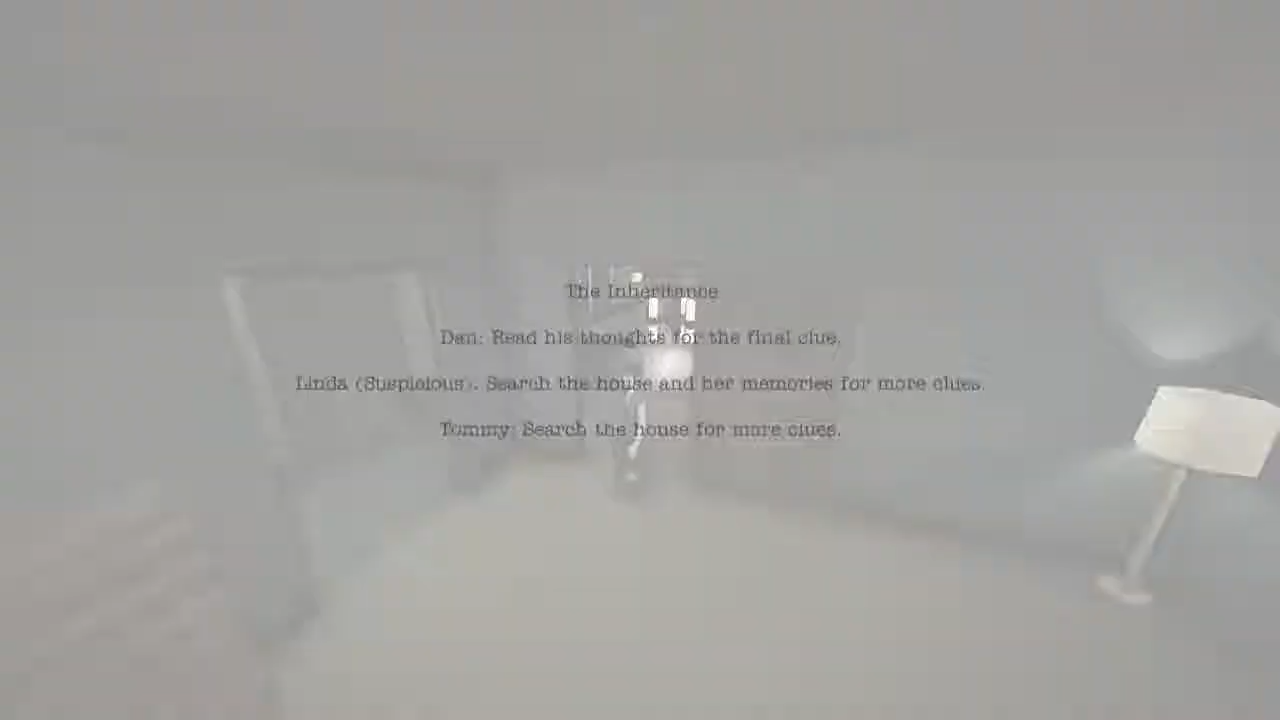 The Inheritance
Dan: Read his thoughts for the final clue.
Linda (Suspicious): Search the house and her memories for more clues.
Tommy: Search the house for more clues.